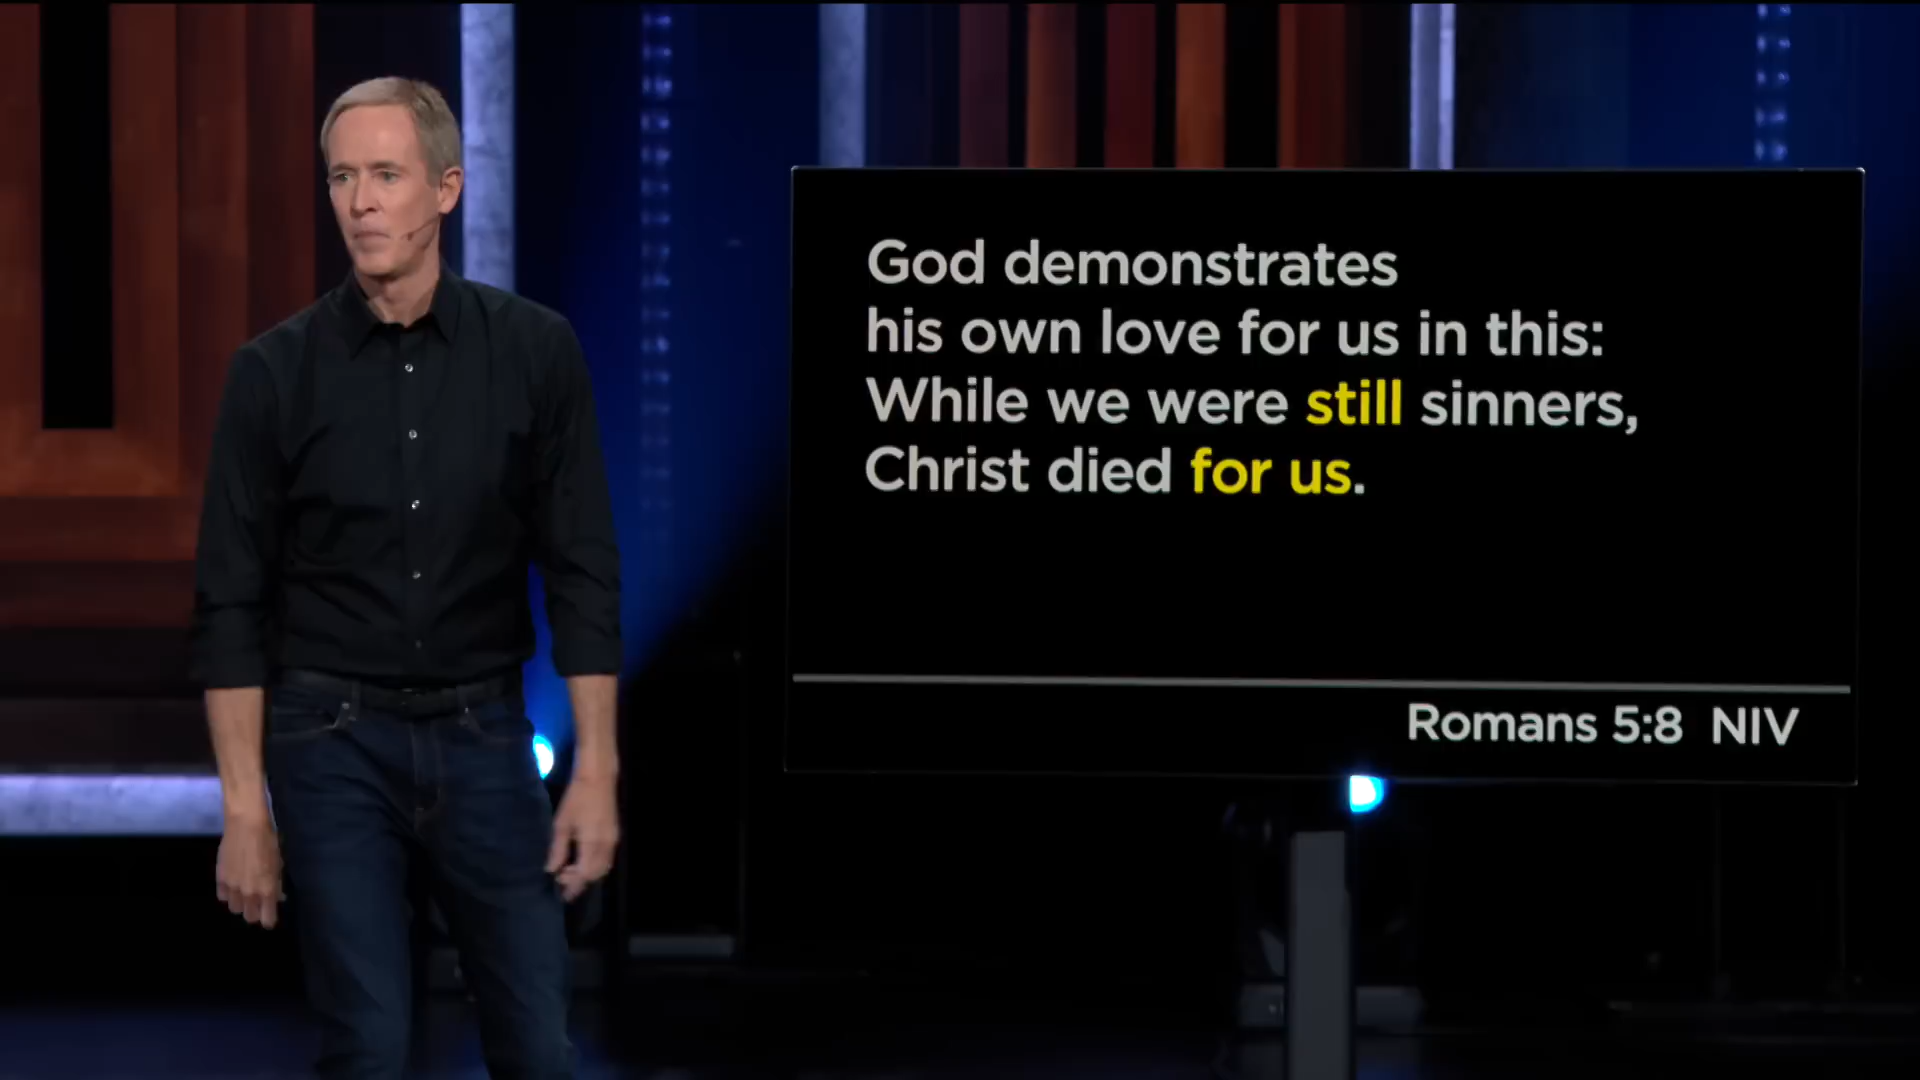 God demonstrates
his own love for us in this:
While we were still sinners,
Christ died for us.
Romans 5:8 NIV